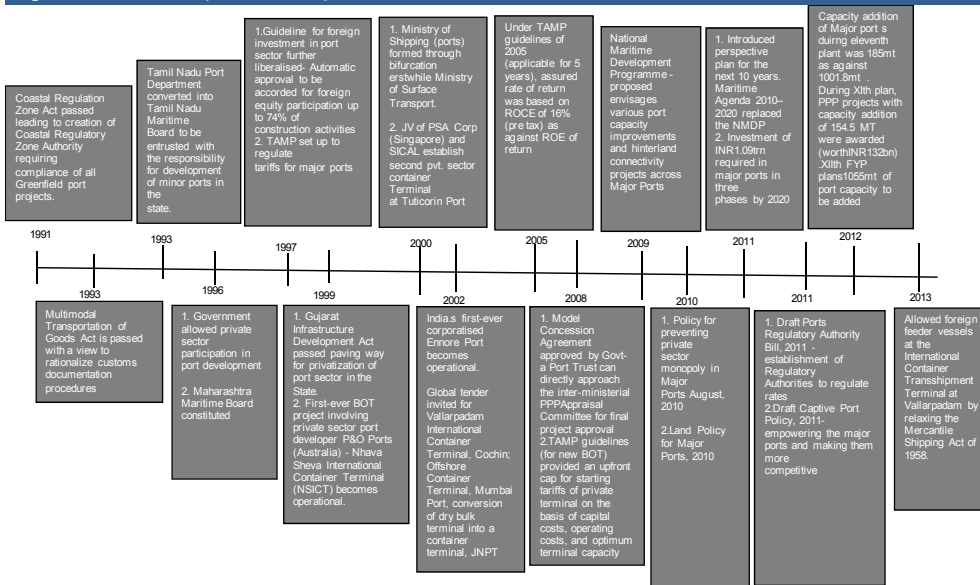 Coastal Regulation
Zone Act passed
leading to creation of
Coastal Regulatory
Zone Authority
requiring
compliance of all
Greenfield port
projects.
Tamil Nadu Port
Department
converted into
Tamil Nadu
Maritime
Board to be
entrusted with
the responsibility
for development
of minor ports in
the
state.
1.Guideline for foreign
investment in port
sector further
liberalised- Automatic
approval to be
accorded for foreign
equity participation up
to 74% of
construction activities
2. TAMP set up to
regulate
tariffs for major ports
1. Ministry of
Shipping (ports)
formed through
bifurcation
erstwhile Ministry
of Surface
Transport.
2. JV of PSA Corp
(Singapore) and
SICAL establish
second pvt. sector
container
Terminal
at Tuticorin Port
Under TAMP
guidelines of
2005
(applicable for 5
years), assured
rate of return was
based on
ROCE of 16%
(pre tax) as
against ROE of
return
National
Maritime
Development
Programme -
proposed
envisages
various port
capacity
improvements
and hinterland
connectivity
projects across
Major Ports
1. Introduced
perspective
plan for the
next 10 years.
Maritime
Agenda 2010–
2020 replaced
the NMDP
2. Investment of
INR1.09trn
required in
major ports in
three
phases by 2020
Capacity addition
of Major port s
duirng eleventh
plant was 185mt
as against
1001.8mt .
During XIth plan,
PPP projects with
capacity addition
of 154.5 MT
were awarded
(worthINR132bn)
.XIIth FYP
plans1055mt of
port capacity to
be added
1991
1993
1997
2000
2005
2009
2011
2012
1993
1996
1999
2002
2008
2010
2011
2013
Multimodal
Transportation of
Goods Act is passed
with a view to
rationalize customs
documentation
procedures
1. Government
allowed private
sector
participation in
port development
2. Maharashtra
Maritime Board
constituted
1. Gujarat
Infrastructure
Development Act
passed paving way
for privatization of
port sector in the
State.
2. First-ever BOT
project involving
private sector port
developer P&O Ports
(Australia) - Nhava
Sheva International
Container Terminal
(NSICT) becomes
operational.
India.s first-ever
corporatised
Ennore Port
becomes
operational.
Global tender
invited for
Vallarpadam
International
Container
Terminal, Cochin;
Offshore
Container
Terminal, Mumbai
Port, conversion
of dry bulk
terminal into a
container
terminal, JNPT
1. Model
Concession
Agreement
approved by Govt-
a Port Trust can
directly approach
the inter-ministerial
PPPAppraisal
Committee for final
project approval
2.TAMP guidelines
(for new BOT)
provided an upfront
cap for starting
tariffs of private
terminal on the
basis of capital
costs, operating
costs, and optimum
terminal capacity
1. Policy for
preventing
private
sector
monopoly in
Major
Ports August,
2010
2.Land Policy
for Major
Ports, 2010
1. Draft Ports
Regulatory Authority
Bill, 2011 -
establishment of
Regulatory
Authorities to regulate
rates
2.Draft Captive Port
Policy, 2011-
empowering the major
ports and making them
more
competitive
Allowed foreign
feeder vessels
at the
International
Container
Transshipment
Terminal at
Vallarpadam by
relaxing the
Mercantile
Shipping Act of
1958.